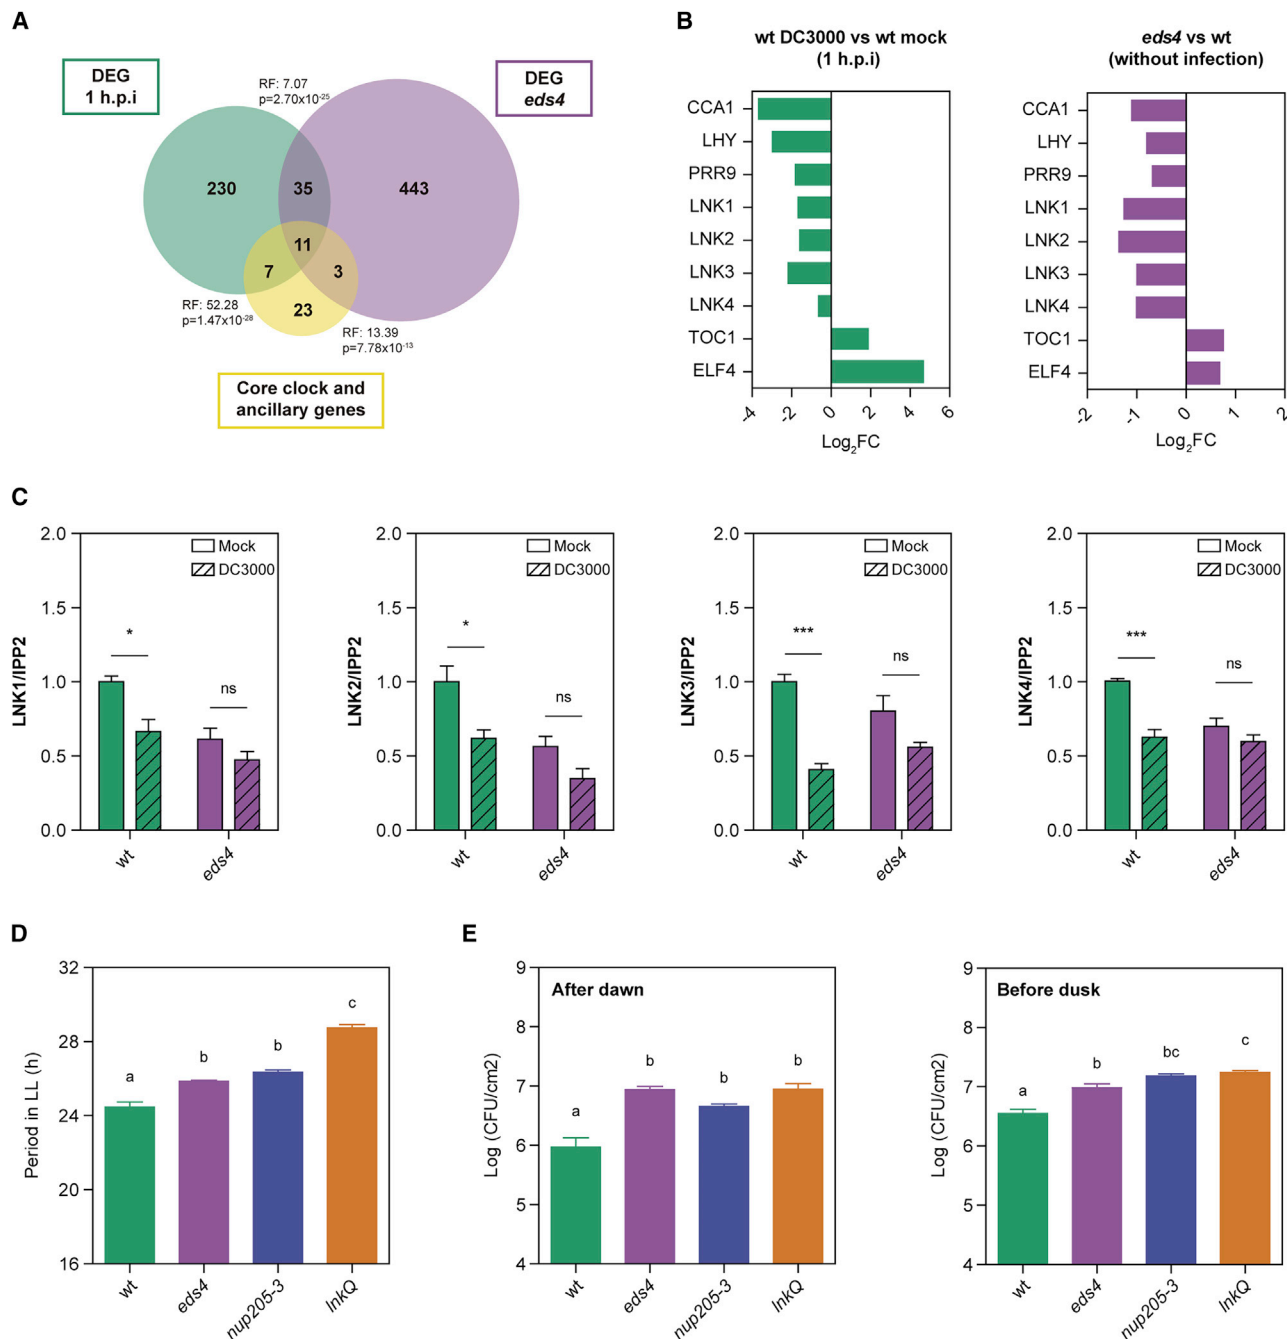 A
DEG
1 h.p.i
RF: 7.07
p=2.70x10-25
DEG
eds4
230
35
443
11
7
3
23
RF: 52.28
p=1.47x10-28
RF: 13.39
p=7.78x10-13
Core clock and
ancillary genes
B
wt DC3000 vs wt mock
(1 h.p.i)
CCA1
LHY
PRR9
LNK1
LNK2
LNK3
LNK4
TOC1
ELF4
-4 -2 0 2 4 6
Log2FC
eds4 vs wt
(without infection)
CCA1
LHY
PRR9
LNK1
LNK2
LNK3
LNK4
TOC1
ELF4
-2 -1 0 1 2
Log2FC
C
LNK1/IPP2
2.0
1.5
1.0
0.5
0.0
Mock
DC3000
*
ns
wt eds4
LNK2/IPP2
2.0
1.5
1.0
0.5
0.0
Mock
DC3000
*
ns
wt eds4
LNK3/IPP2
2.0
1.5
1.0
0.5
0.0
Mock
DC3000
***
ns
wt eds4
LNK4/IPP2
2.0
1.5
1.0
0.5
0.0
Mock
DC3000
***
ns
wt eds4
D
Period in LL (h)
32
28
24
20
16
a b b c
wt eds4 nup205-3 lnkQ
E
After dawn
Log (CFU/cm2)
9
8
7
6
5
4
a b b b
wt eds4 nup205-3 lnkQ
Before dusk
Log (CFU/cm2)
9
8
7
6
5
4
a b bc c
wt eds4 nup205-3 lnkQ